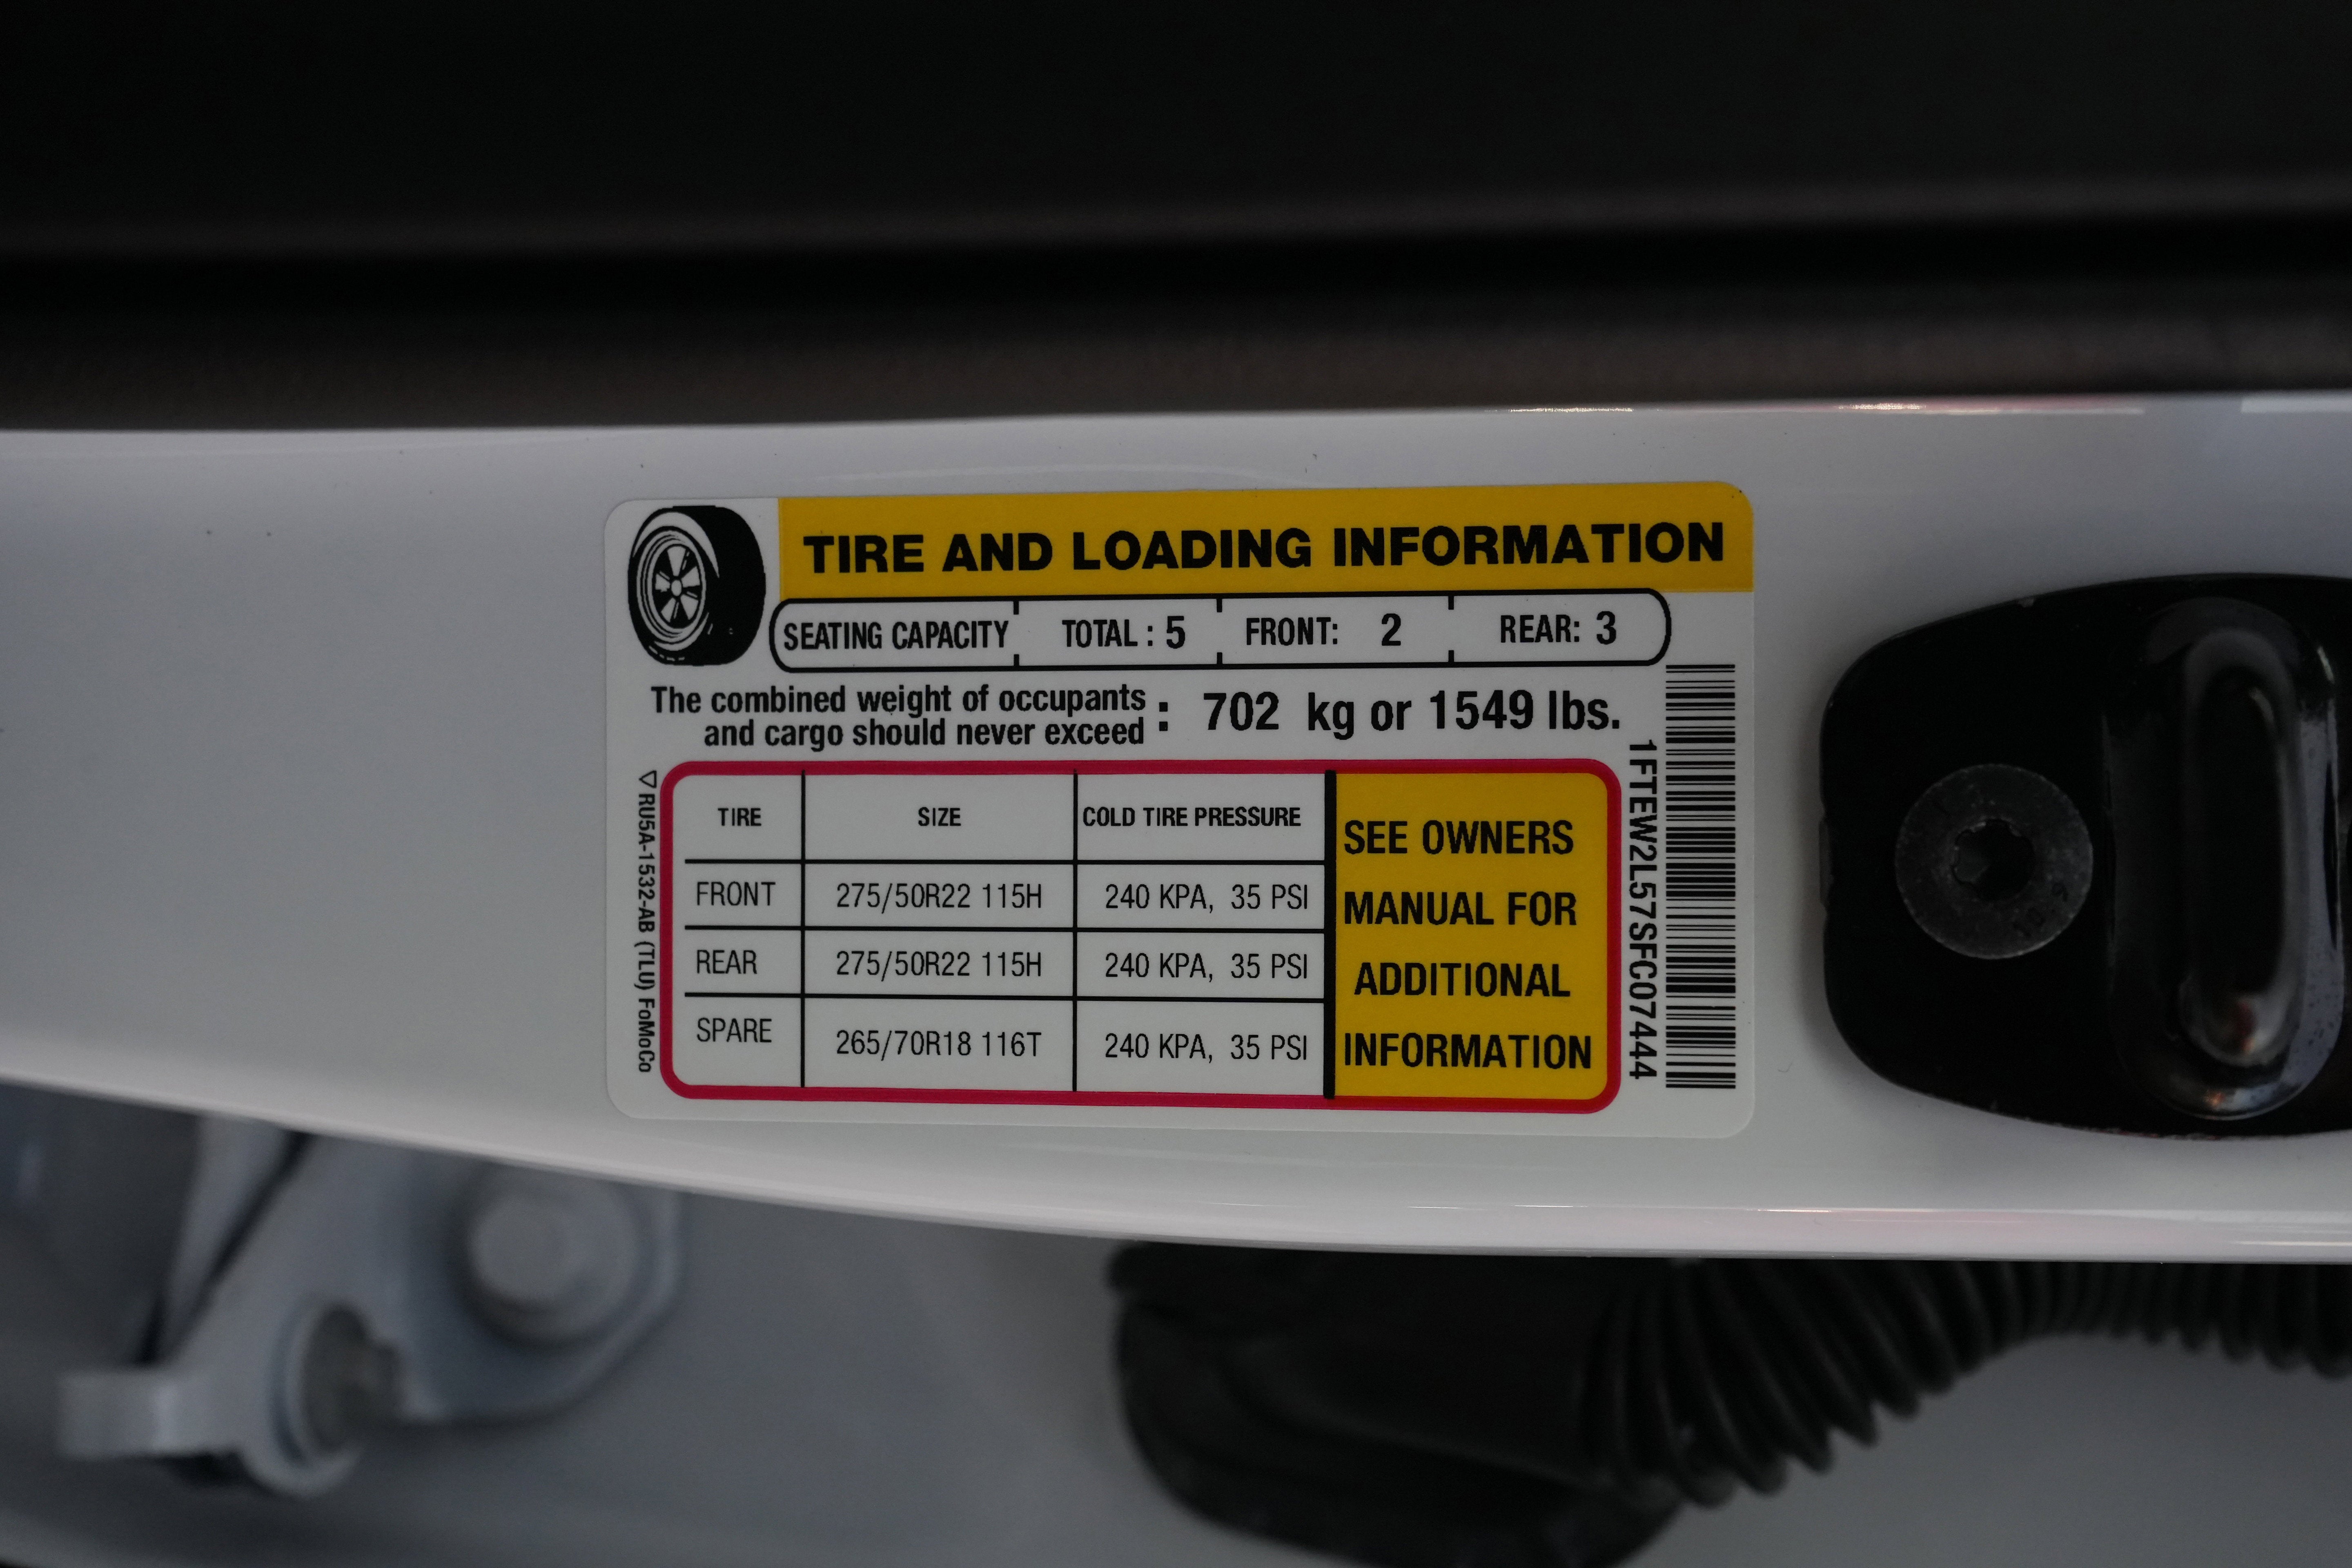 TIRE AND LOADING INFORMATION
SEATING CAPACITY TOTAL : 5 FRONT: 2 REAR: 3
The combined weight of occupants
and cargo should never exceed : 702 kg or 1549 lbs.
TIRE SIZE COLD TIRE PRESSURE
FRONT 275/50R22 115H 240 KPA, 35 PSI
REAR 275/50R22 115H 240 KPA, 35 PSI
SPARE 265/70R18 116T 240 KPA, 35 PSI
SEE OWNERS
MANUAL FOR
ADDITIONAL
INFORMATION
1FTEW2L57SFC07444
RU5A-1532-AB (TLU) FoMoCo